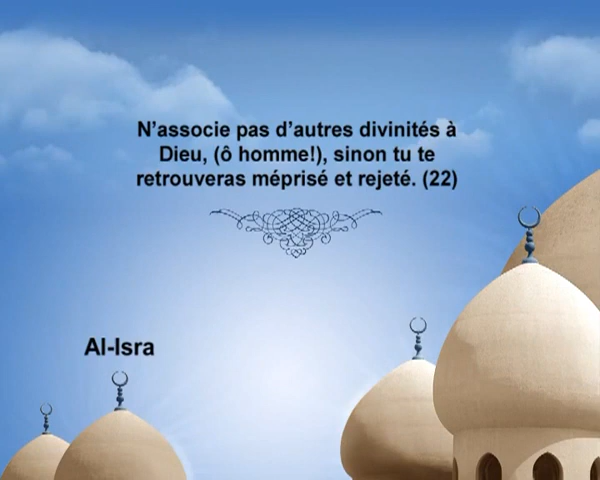 N’associe pas d’autres divinités à
Dieu, (ô homme!), sinon tu te
retrouveras méprisé et rejeté. (22)
Al-Isra